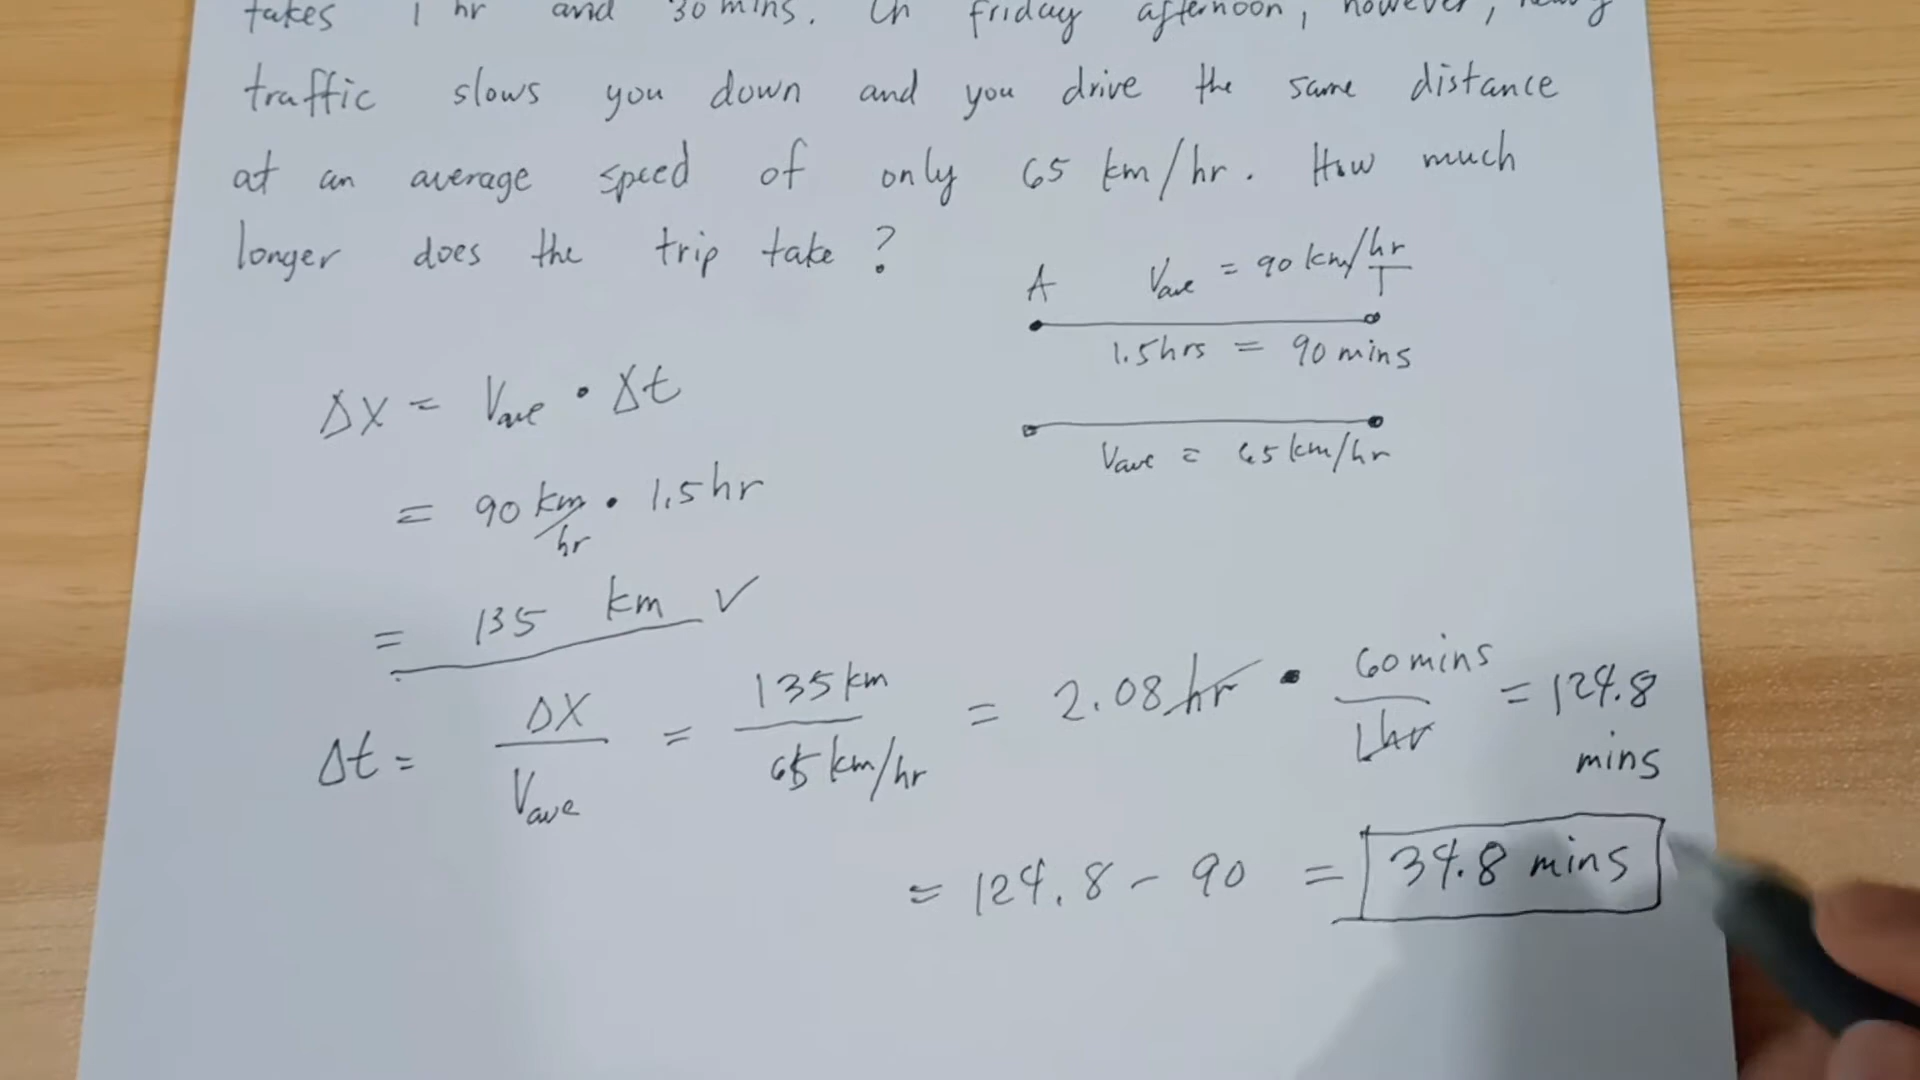 takes 1 hr and 30 mins. On friday afternoon, however, heavy
traffic slows you down and you drive the same distance
at an average speed of only 65 km/hr. How much
longer does the trip take?
A Vave = 90 km/hr T
1.5hrs = 90 mins
Vave = 65 km/hr
Δx = Vave • Δt
= 90 km/hr • 1.5hr
= 135 km ✓
Δt = Δx/Vave = 135 km/65 km/hr = 2.08 hr • 60 mins/1 hr = 124.8 mins
= 124.8 - 90 = 34.8 mins